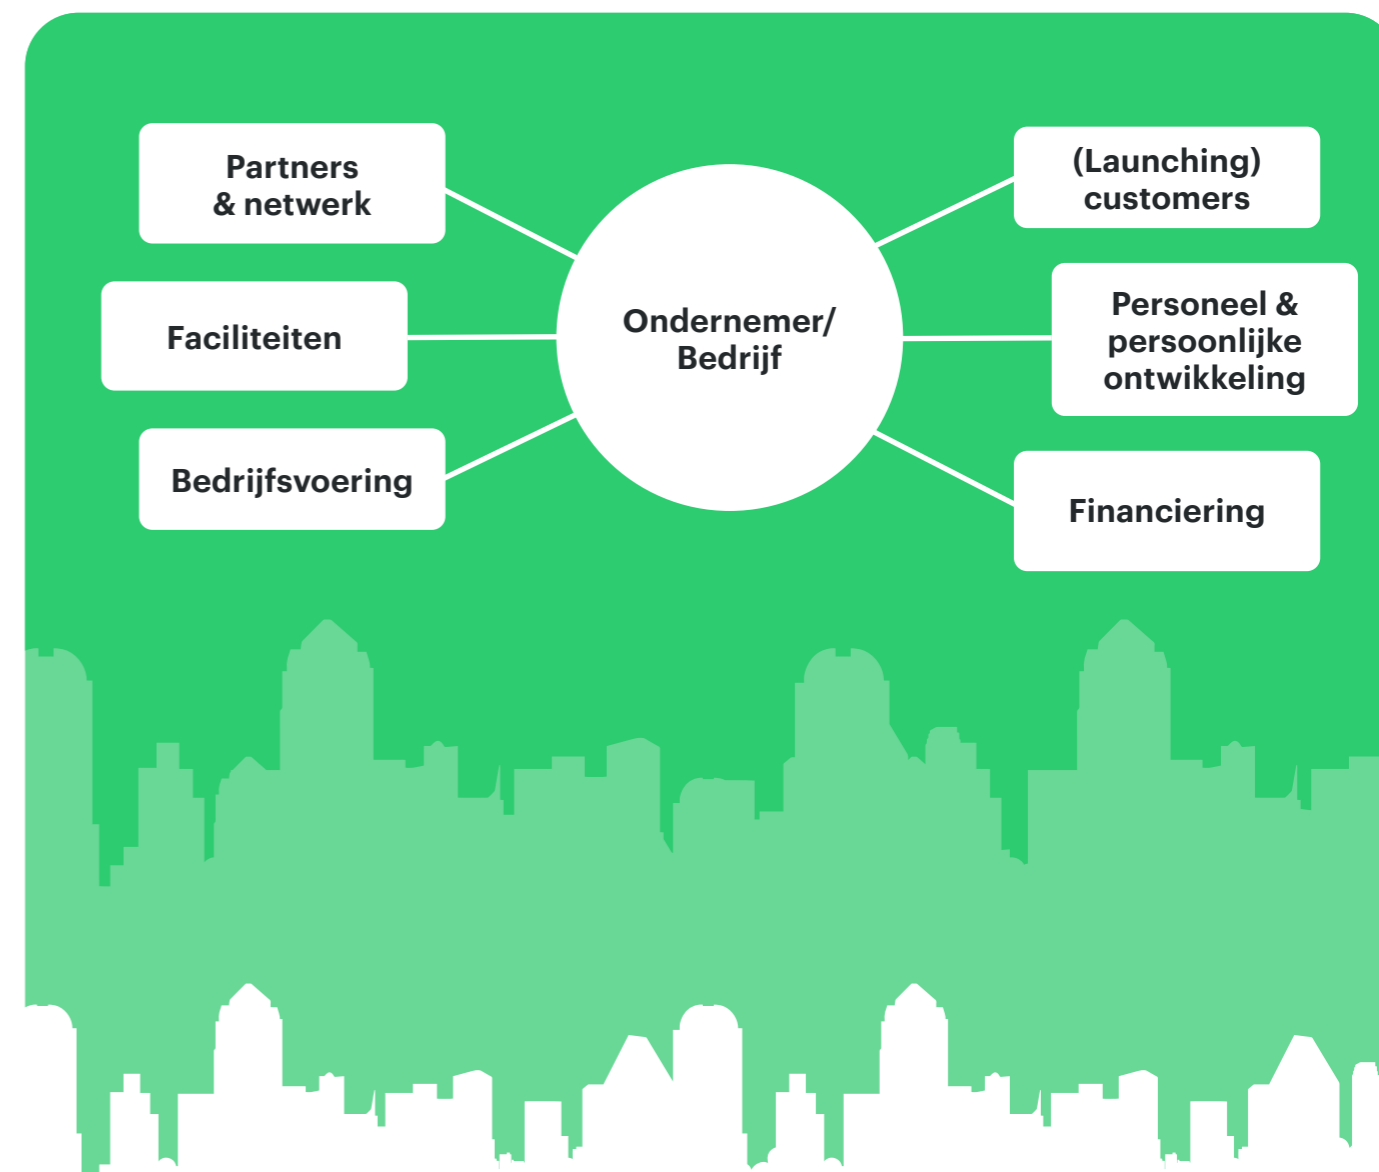 Partners
& netwerk
Faciliteiten
Bedrijfsvoering
Ondernemer/
Bedrijf
(Launching)
customers
Personeel &
persoonlijke
ontwikkeling
Financiering